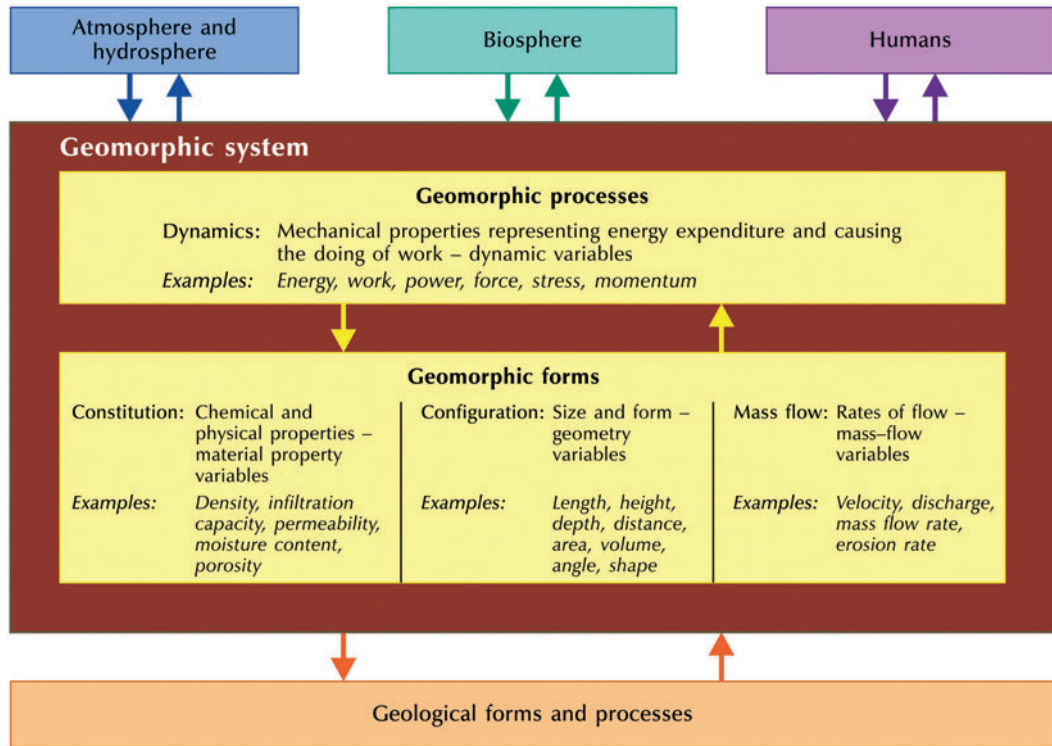 Atmosphere and
hydrosphere
Biosphere
Humans
Geomorphic system
Geomorphic processes
Dynamics: Mechanical properties representing energy expenditure and causing
the doing of work – dynamic variables
Examples: Energy, work, power, force, stress, momentum
Geomorphic forms
Constitution: Chemical and
physical properties –
material property
variables
Examples: Density, infiltration
capacity, permeability,
moisture content,
porosity
Configuration: Size and form –
geometry
variables
Examples: Length, height,
depth, distance,
area, volume,
angle, shape
Mass flow: Rates of flow –
mass–flow
variables
Examples: Velocity, discharge,
mass flow rate,
erosion rate
Geological forms and processes